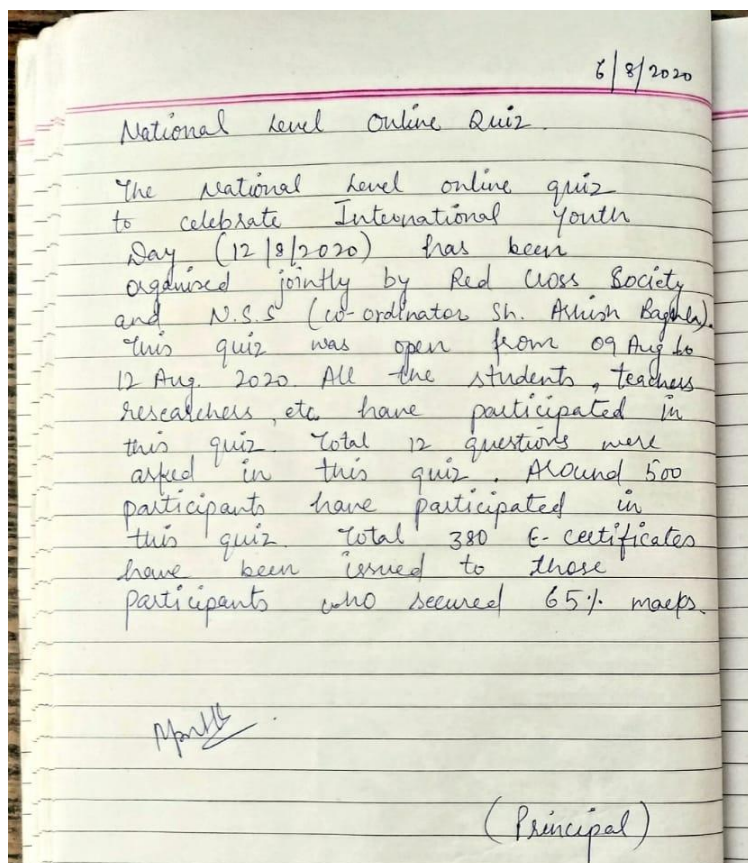 6/8/2020
National Level Online Quiz.
The National Level online quiz
to celebrate International Youth
Day (12/8/2020) has been
organised jointly by Red Cross Society
and N.S.S (co-ordinator Sh. Ashish Baghla).
This quiz was open from 09 Aug to
12 Aug. 2020. All the students, teachers
researchers, etc have participated in
this quiz. Total 12 questions were
asked in this quiz. Around 500
participants have participated in
this quiz. Total 380 E-certificates
have been issued to those
participants who secured 65% marks.
(Principal)